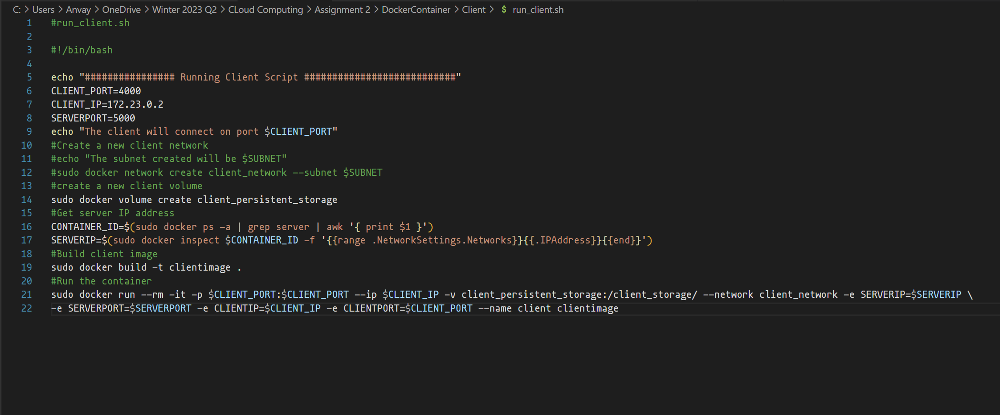 C: > Users > Anvay > OneDrive > Winter 2023 Q2 > CLoud Computing > Assignment 2 > DockerContainer > Client > $ run_client.sh
1 #run_client.sh
2
3 #!/bin/bash
4
5 echo "################ Running Client Script ###########################"
6 CLIENT_PORT=4000
7 CLIENT_IP=172.23.0.2
8 SERVERPORT=5000
9 echo "The client will connect on port $CLIENT_PORT"
10 #Create a new client network
11 #echo "The subnet created will be $SUBNET"
12 #sudo docker network create client_network --subnet $SUBNET
13 #create a new client volume
14 sudo docker volume create client_persistent_storage
15 #Get server IP address
16 CONTAINER_ID=$(sudo docker ps -a | grep server | awk '{ print $1 }')
17 SERVERIP=$(sudo docker inspect $CONTAINER_ID -f '{{range .NetworkSettings.Networks}}{{.IPAddress}}{{end}}')
18 #Build client image
19 sudo docker build -t clientimage .
20 #Run the container
21 sudo docker run --rm -it -p $CLIENT_PORT:$CLIENT_PORT --ip $CLIENT_IP -v client_persistent_storage:/client_storage/ --network client_network -e SERVERIP=$SERVERIP \
22 -e SERVERPORT=$SERVERPORT -e CLIENTIP=$CLIENT_IP -e CLIENTPORT=$CLIENT_PORT --name client clientimage